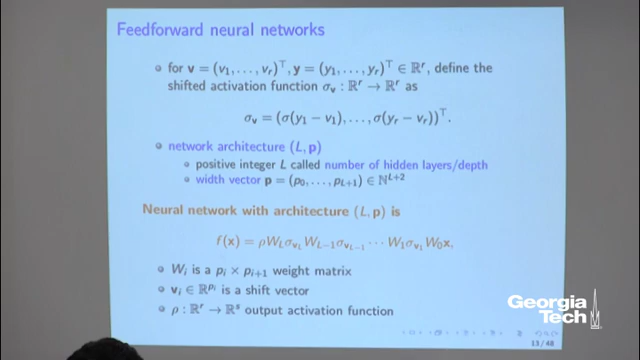 Feedforward neural networks
for v = (v₁, . . . , vᵣ)ᵀ, y = (y₁, . . . , yᵣ)ᵀ ∈ ℝʳ, define the
shifted activation function σᵥ : ℝʳ → ℝʳ as
σᵥ = (σ(y₁ − v₁), . . . , σ(yᵣ − vᵣ))ᵀ.
network architecture (L, p)
positive integer L called number of hidden layers/depth
width vector p = (p₀, . . . , p_{L+1}) ∈ ℕ^{L+2}
Neural network with architecture (L, p) is
f(x) = ρW_Lσ_{v_L}W_{L−1}σ_{v_{L−1}} · · · W₁σ_{v₁}W₀x,
Wᵢ is a pᵢ × pᵢ₊₁ weight matrix
vᵢ ∈ ℝ^{pᵢ} is a shift vector
ρ : ℝʳ → ℝˢ output activation function
Georgia
Tech
13 / 48